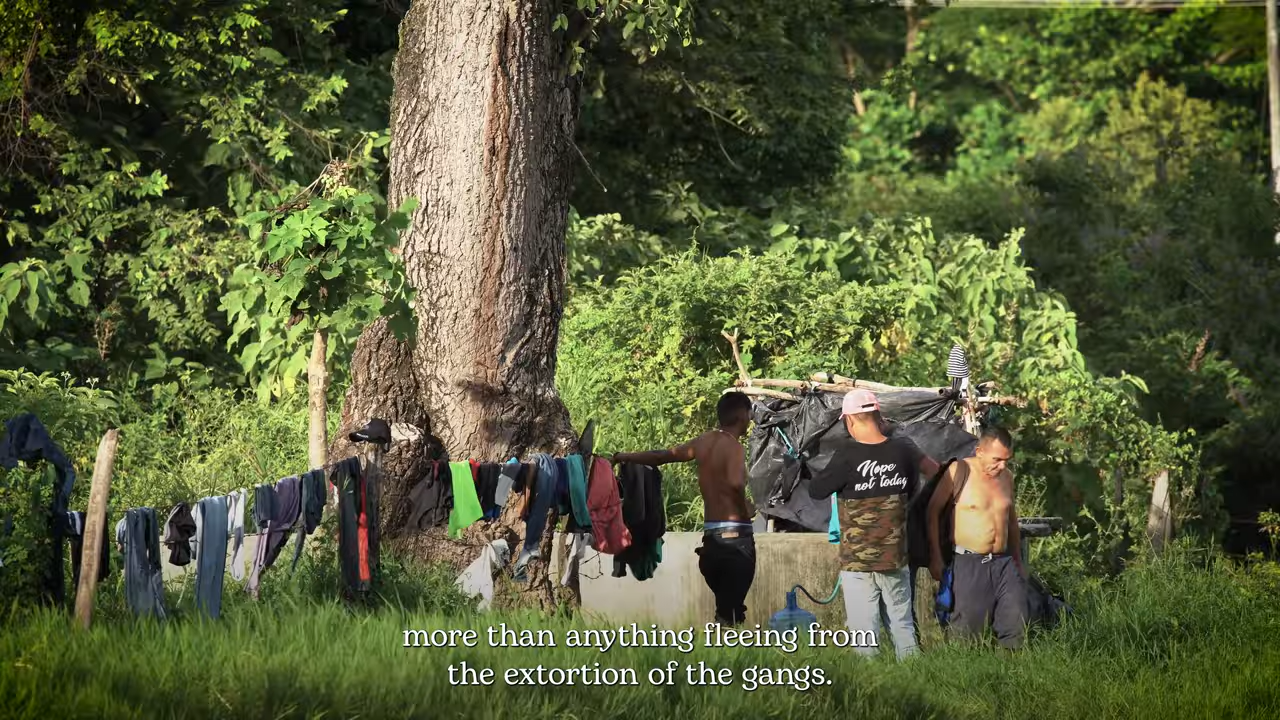 Nope
not today
more than anything fleeing from
the extortion of the gangs.